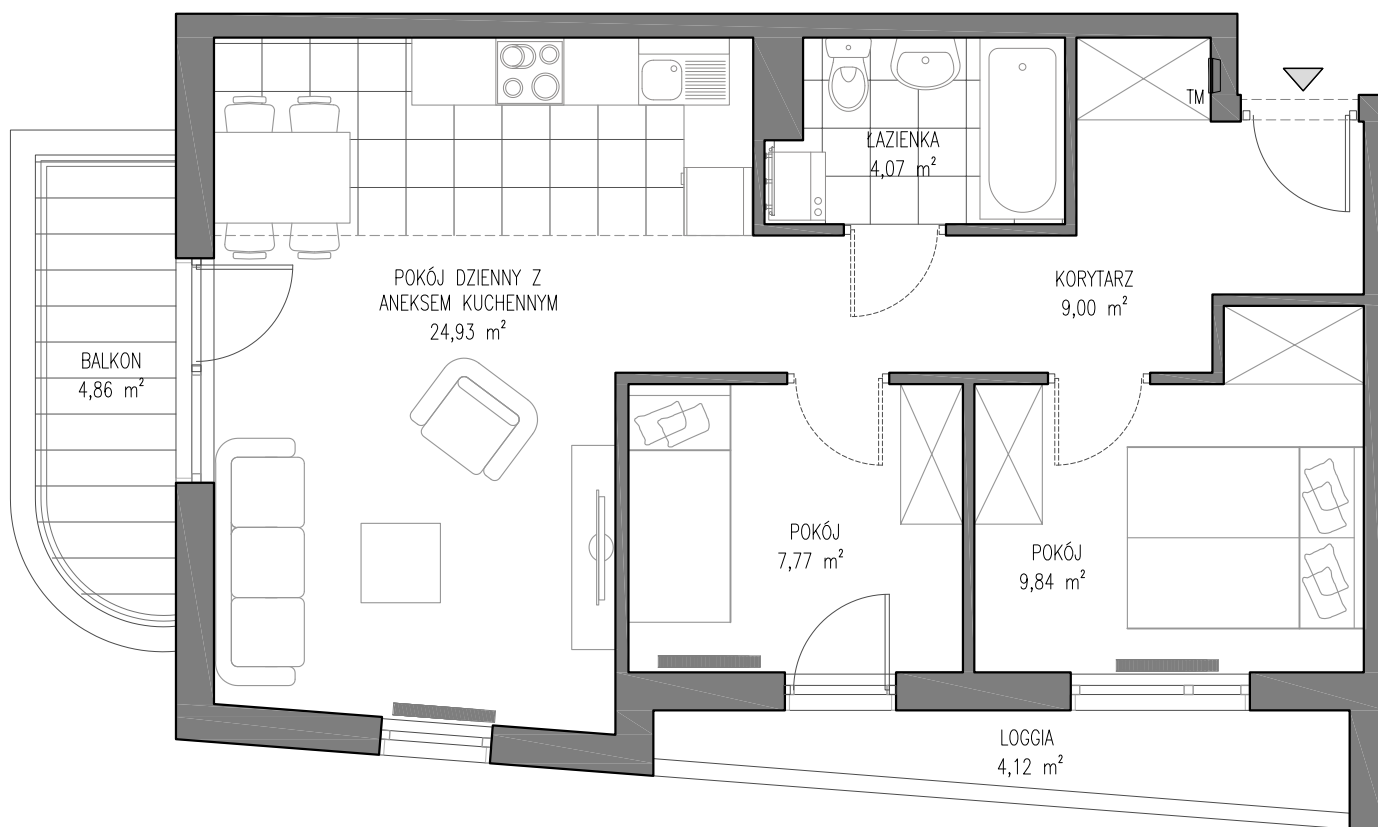 TM
ŁAZIENKA
4,07 m²
POKÓJ DZIENNY Z
ANEKSEM KUCHENNYM
24,93 m²
KORYTARZ
9,00 m²
BALKON
4,86 m²
POKÓJ
7,77 m²
POKÓJ
9,84 m²
LOGGIA
4,12 m²